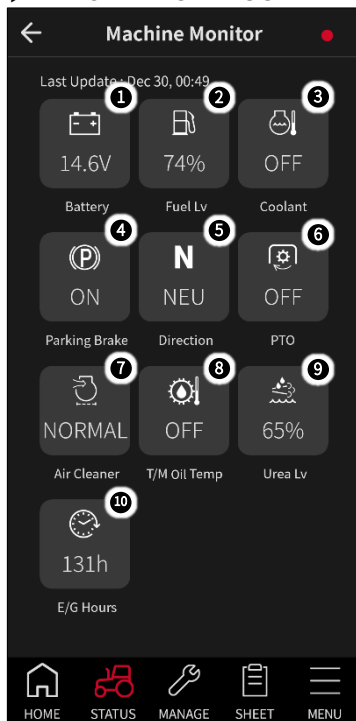 Machine Monitor
Last Update : Dec 30, 00:49
1 2 3
14.6V 74% OFF
Battery Fuel Lv Coolant
4 5 6
P N
ON NEU OFF
Parking Brake Direction PTO
7 8 9
NORMAL OFF 65%
Air Cleaner T/M Oil Temp Urea Lv
10
131h
E/G Hours
HOME STATUS MANAGE SHEET MENU